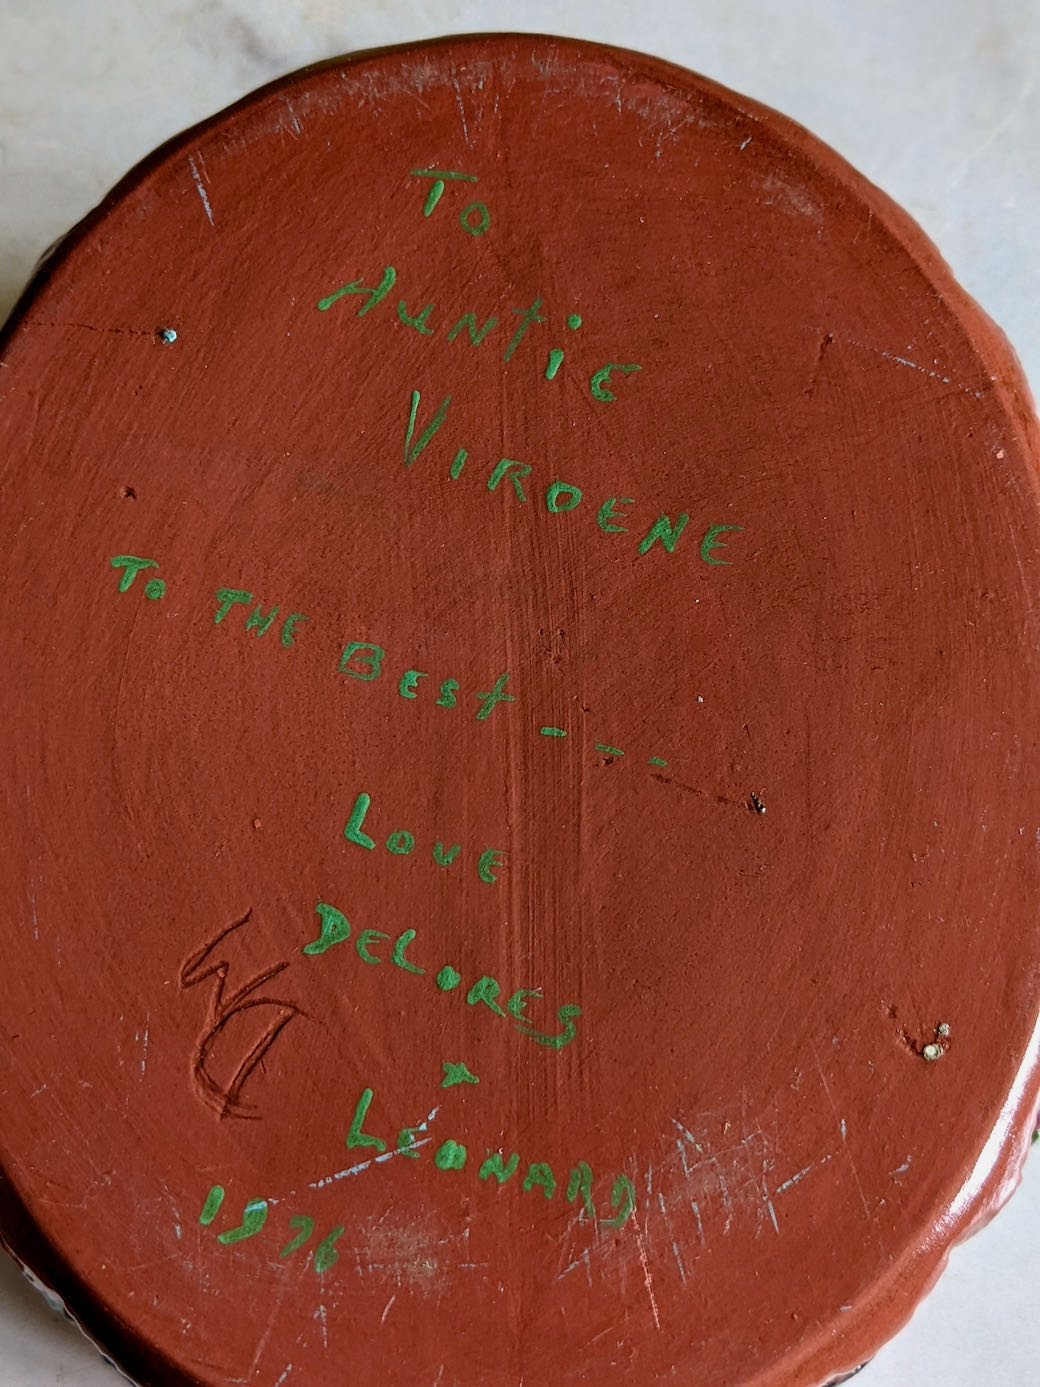 To
AuntiE
VIRDENE
To THE BEst - - -
LOVE
DELORES
+
LEONARD
1976